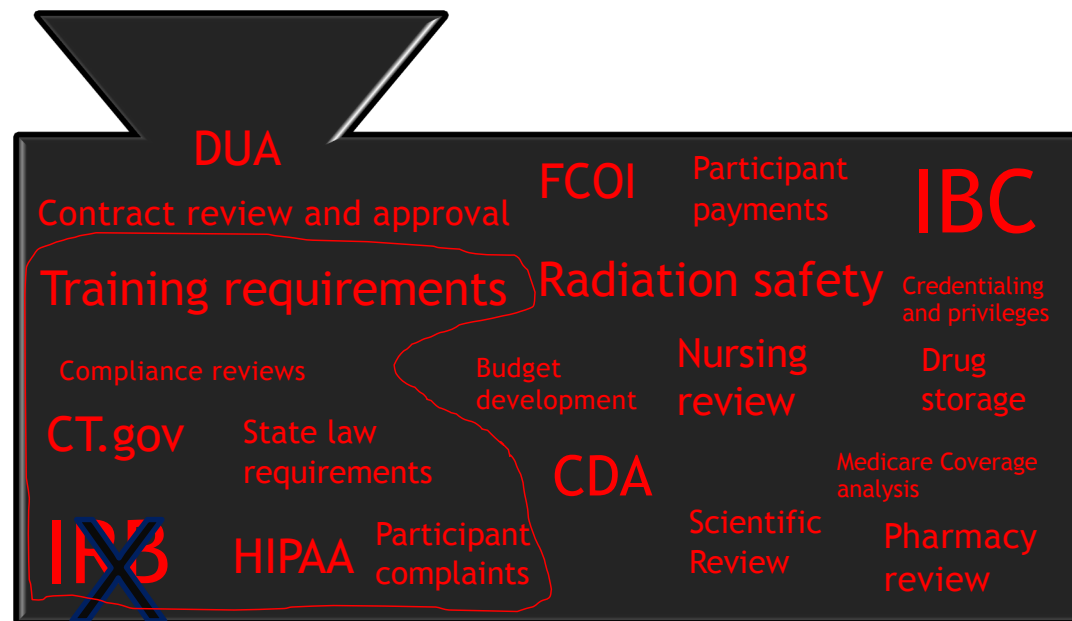 DUA
Contract review and approval
FCOI
Participant
payments
IBC
Training requirements
Radiation safety
Credentialing
and privileges
Compliance reviews
Budget
development
Nursing
review
Drug
storage
CT.gov
State law
requirements
CDA
Medicare Coverage
analysis
IRB
HIPAA
Participant
complaints
Scientific
Review
Pharmacy
review